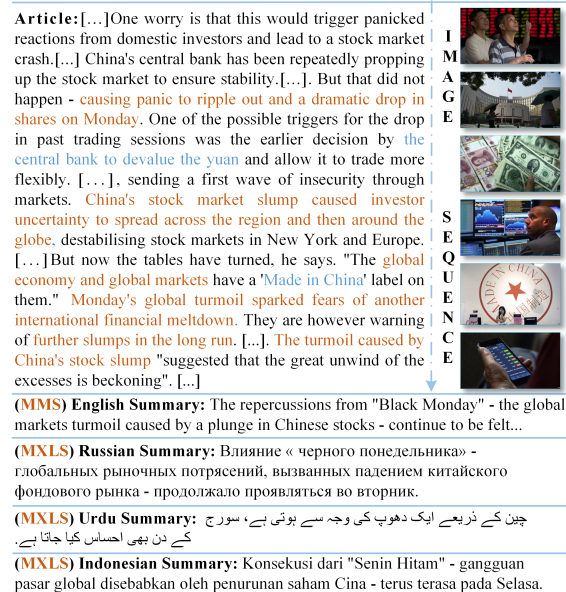 Article:[…]One worry is that this would trigger panicked
reactions from domestic investors and lead to a stock market
crash.[...] China's central bank has been repeatedly propping
up the stock market to ensure stability.[...]. But that did not
happen - causing panic to ripple out and a dramatic drop in
shares on Monday. One of the possible triggers for the drop
in past trading sessions was the earlier decision by the
central bank to devalue the yuan and allow it to trade more
flexibly. [...], sending a first wave of insecurity through
markets. China's stock market slump caused investor
uncertainty to spread across the region and then around the
globe, destabilising stock markets in New York and Europe.
[...]But now the tables have turned, he says. "The global
economy and global markets have a 'Made in China' label on
them." Monday's global turmoil sparked fears of another
international financial meltdown. They are however warning
of further slumps in the long run. [...]. The turmoil caused by
China's stock slump "suggested that the great unwind of the
excesses is beckoning". [...]
IMAGE
SEQUENCE
MADE IN CHINA
(MMS) English Summary: The repercussions from "Black Monday" - the global
markets turmoil caused by a plunge in Chinese stocks - continue to be felt...
(MXLS) Russian Summary: Влияние « черного понедельника» -
глобальных рыночных потрясений, вызванных падением китайского
фондового рынка - продолжало проявляться во вторник.
(MXLS) Urdu Summary: چین کے ذریعے ایک دھوپ کی وجہ سے ہوتی ہے، سورج
کے دن بھی احساس کیا جاتا ہے.
(MXLS) Indonesian Summary: Konsekusi dari "Senin Hitam" - gangguan
pasar global disebabkan oleh penurunan saham Cina - terus terasa pada Selasa.